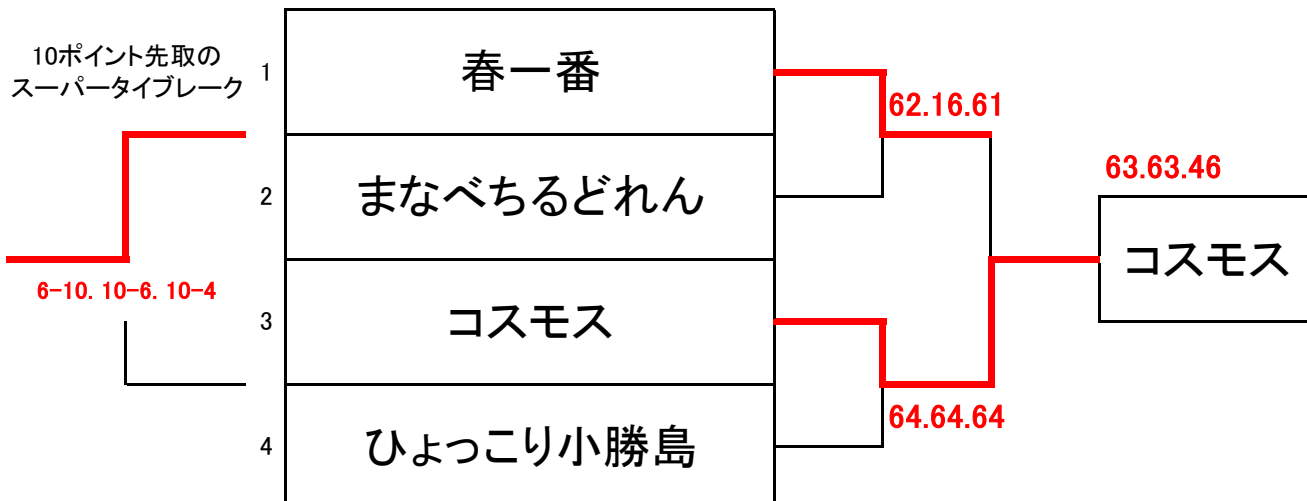 10ポイント先取の
スーパータイブレーク
1
春一番
62.16.61
2
まなべちるどれん
63.63.46
コスモス
6-10. 10-6. 10-4
3
コスモス
64.64.64
4
ひょっこり小勝島